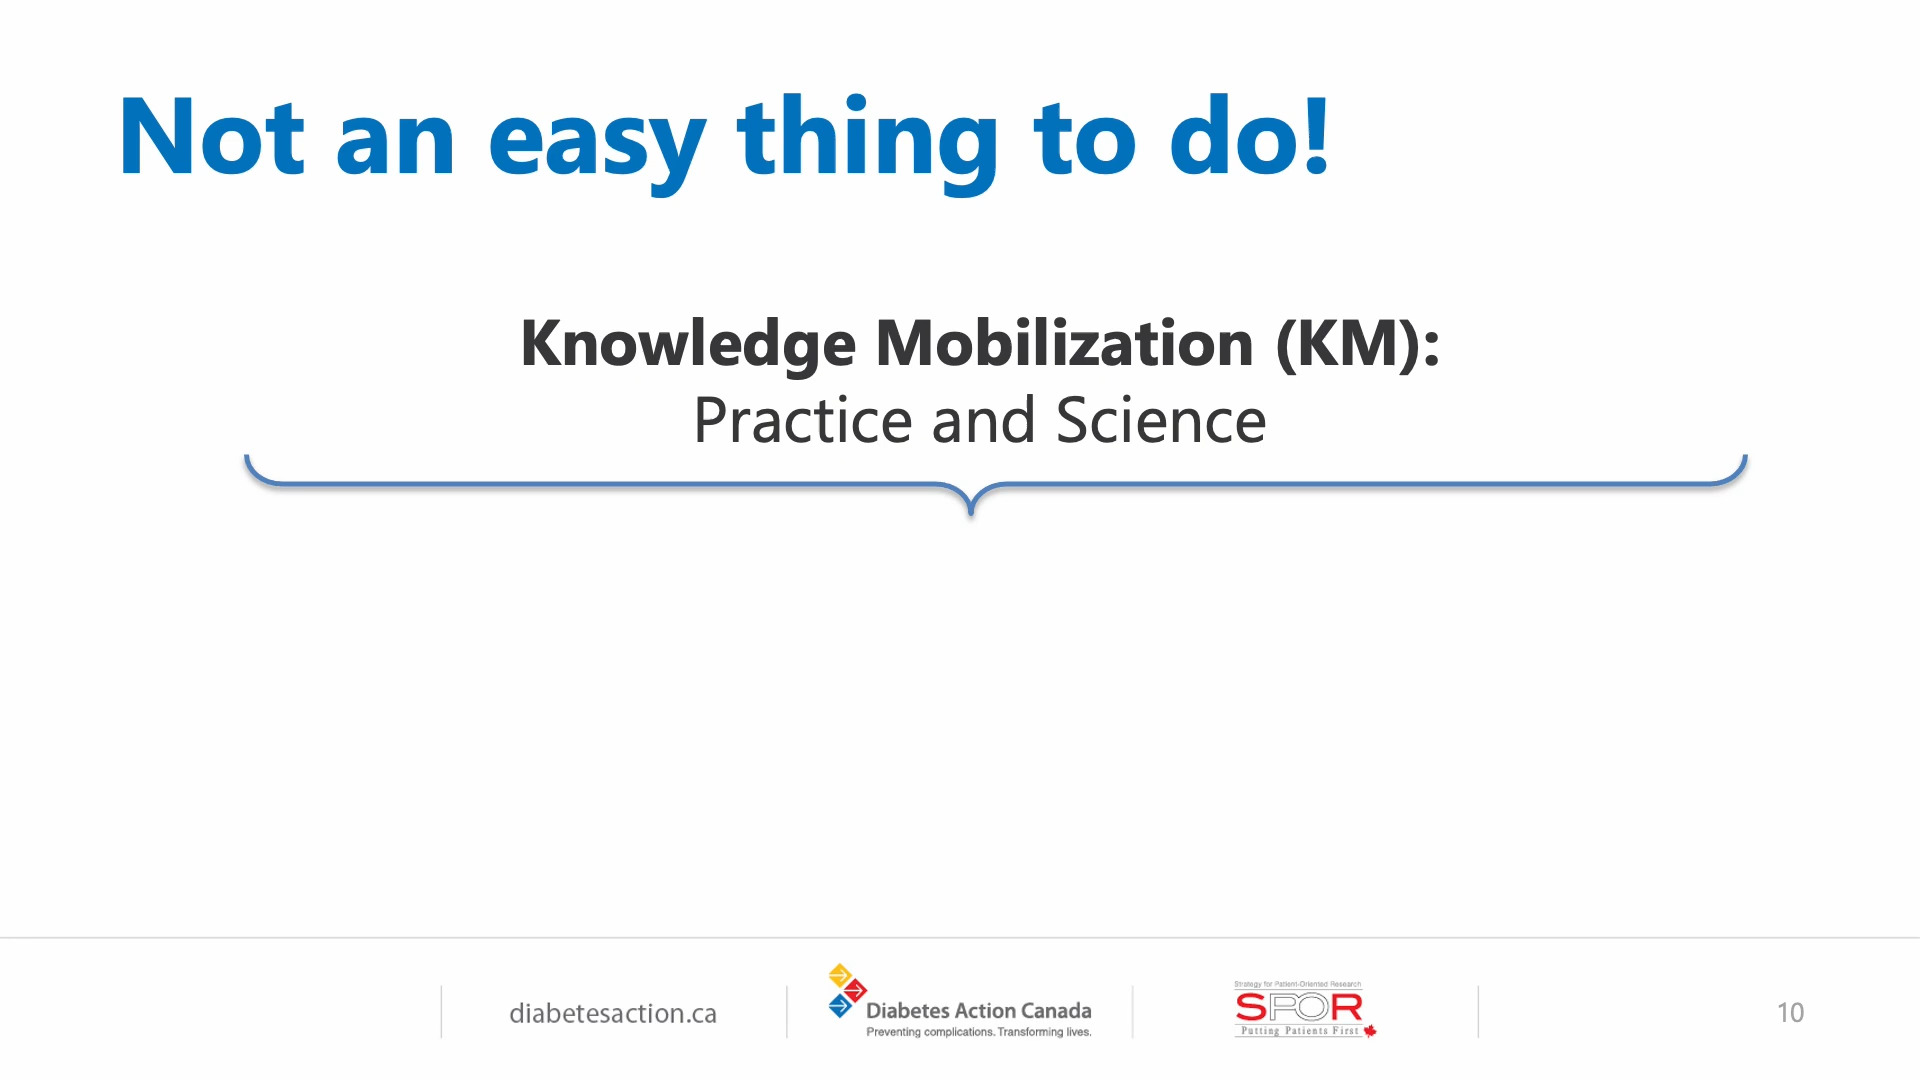 Not an easy thing to do!
Knowledge Mobilization (KM):
Practice and Science
diabetesaction.ca
Diabetes Action Canada
Preventing complications. Transforming lives.
Strategy for Patient-Oriented Research
SPOR
Putting Patients First
10